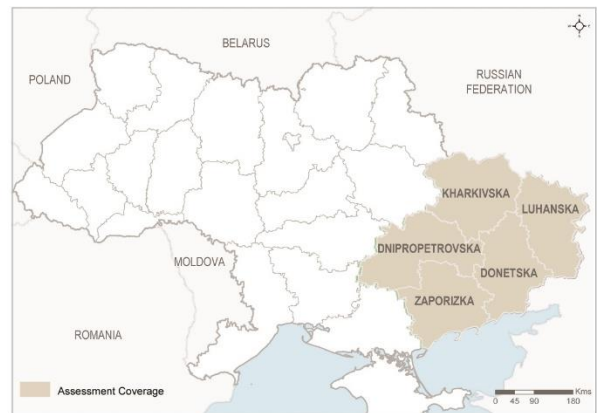 BELARUS
POLAND
RUSSIAN
FEDERATION
KHARKIVSKA
LUHANSKA
DNIPROPETROVSKA
MOLDOVA
DONETSKA
ZAPORIZKA
ROMANIA
Assessment Coverage
Kms
0 45 90 180